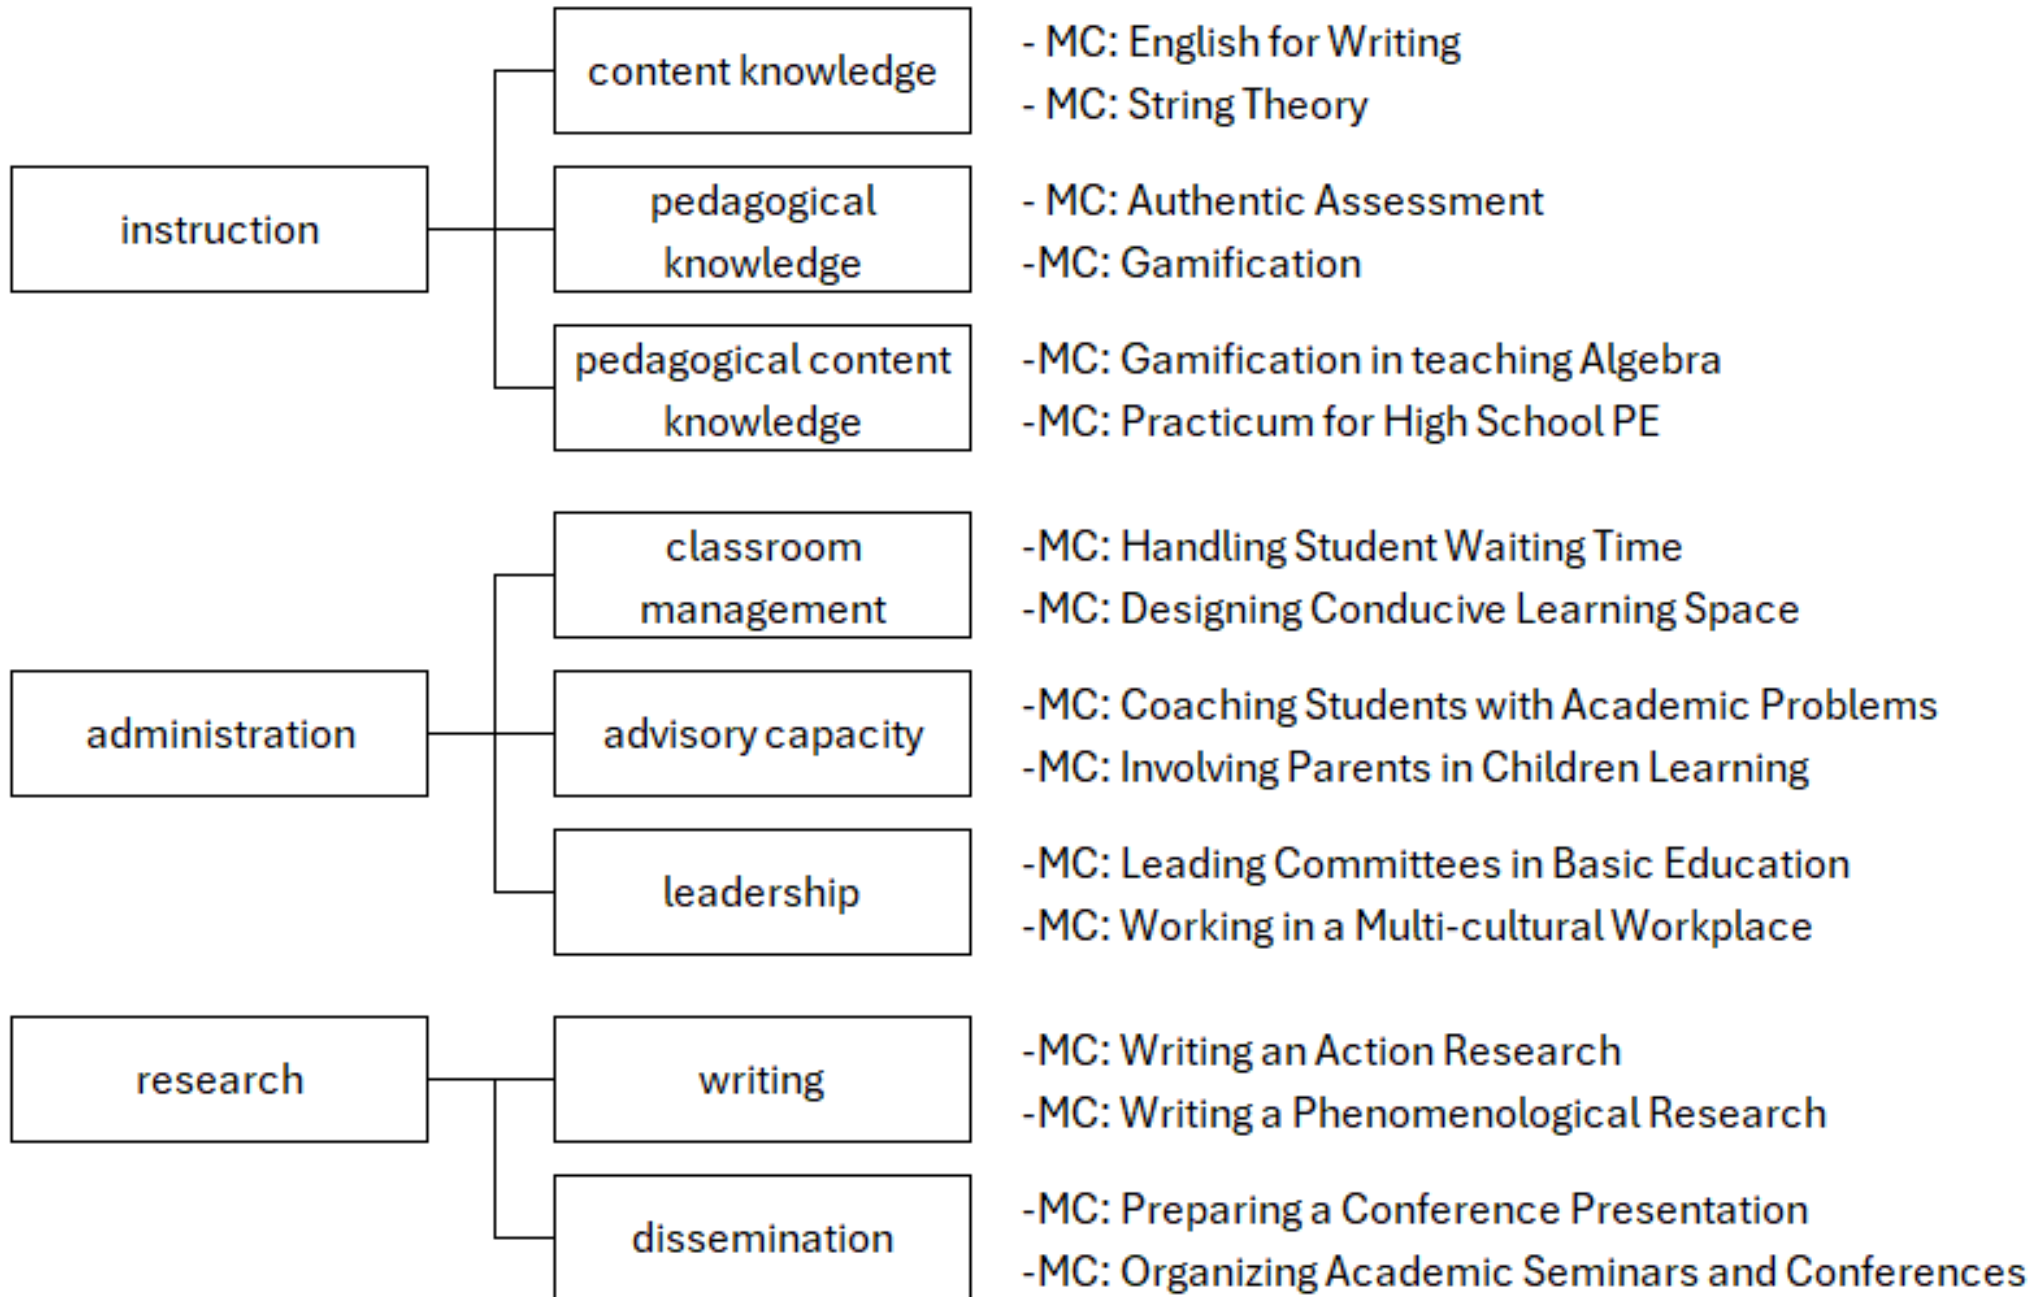 content knowledge
- MC: English for Writing
- MC: String Theory
instruction
pedagogical
knowledge
- MC: Authentic Assessment
-MC: Gamification
pedagogical content
knowledge
-MC: Gamification in teaching Algebra
-MC: Practicum for High School PE
classroom
management
-MC: Handling Student Waiting Time
-MC: Designing Conducive Learning Space
administration
advisory capacity
-MC: Coaching Students with Academic Problems
-MC: Involving Parents in Children Learning
leadership
-MC: Leading Committees in Basic Education
-MC: Working in a Multi-cultural Workplace
research
writing
-MC: Writing an Action Research
-MC: Writing a Phenomenological Research
dissemination
-MC: Preparing a Conference Presentation
-MC: Organizing Academic Seminars and Conferences